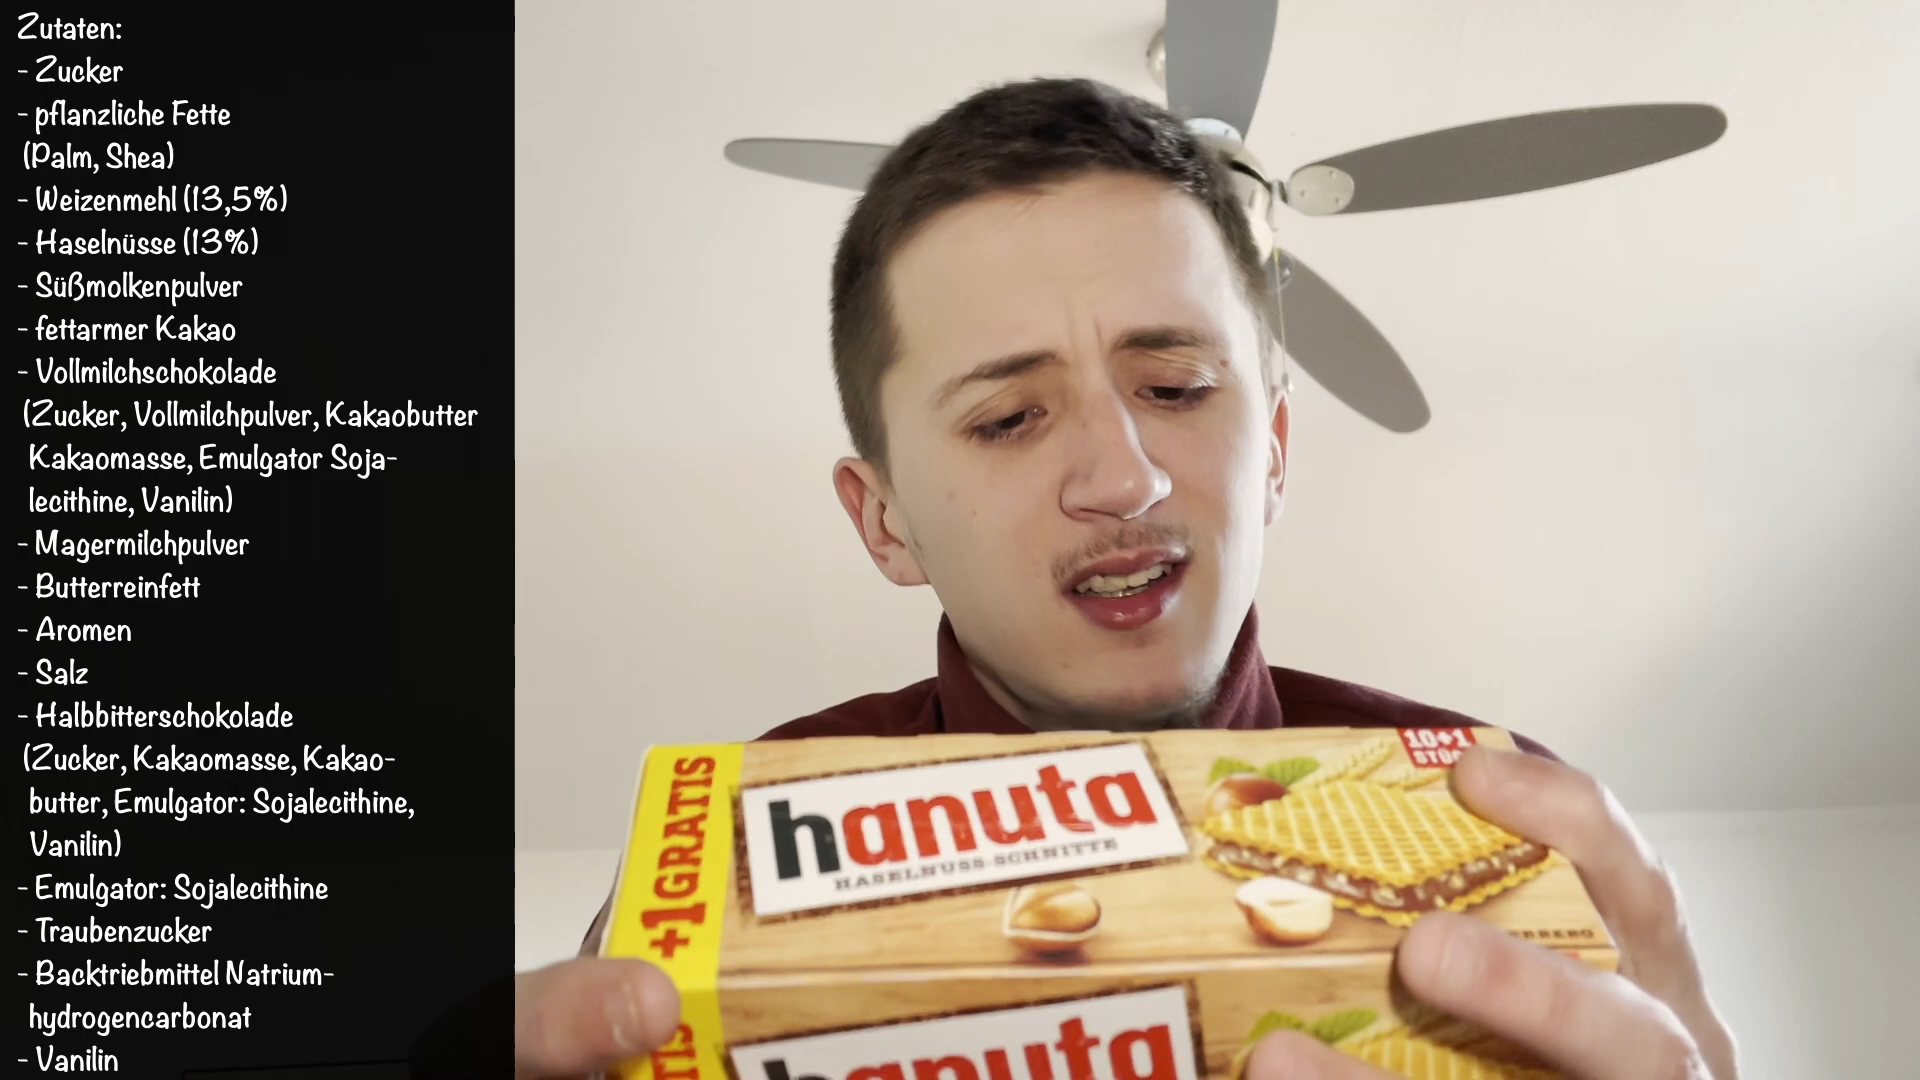 Zutaten:
- Zucker
- pflanzliche Fette
(Palm, Shea)
- Weizenmehl (13,5%)
- Haselnüsse (13%)
- Süßmolkenpulver
- fettarmer Kakao
- Vollmilchschokolade
(Zucker, Vollmilchpulver, Kakaobutter
Kakaomasse, Emulgator Soja-
lecithine, Vanilin)
- Magermilchpulver
- Butterreinfett
- Aromen
- Salz
- Halbbitterschokolade
(Zucker, Kakaomasse, Kakao-
butter, Emulgator: Sojalecithine,
Vanilin)
- Emulgator: Sojalecithine
- Traubenzucker
- Backtriebmittel Natrium-
hydrogencarbonat
- Vanilin
+1 GRATIS
hanuta
HASELNUSS-SCHNITTE
10+1
hanuta